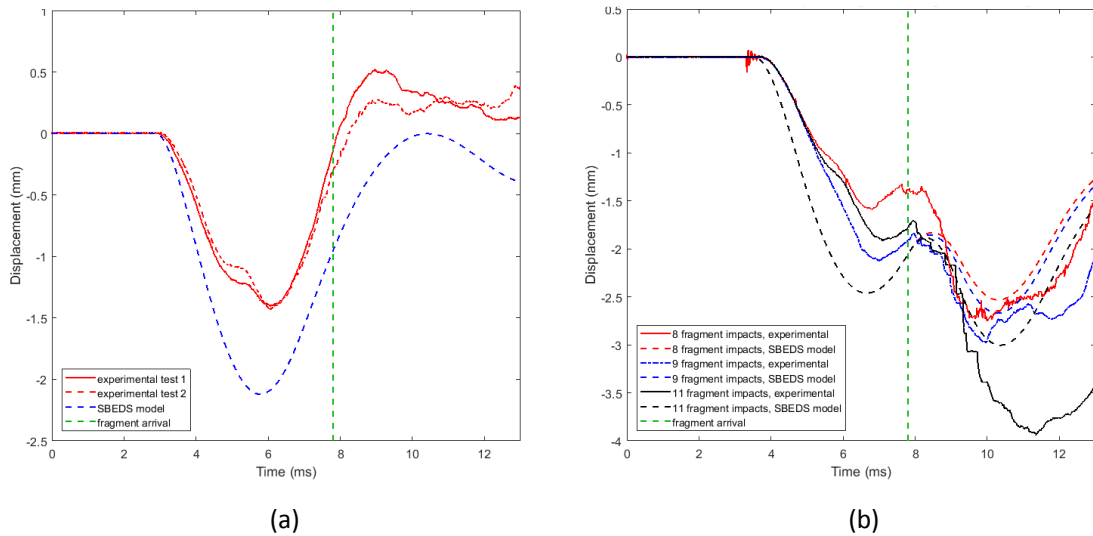 1
0.5
0
-0.5
-1
-1.5
-2
-2.5
Displacement (mm)
experimental test 1
experimental test 2
SBEDS model
fragment arrival
0 2 4 6 8 10 12
Time (ms)
(a)
0.5
0
-0.5
-1
-1.5
-2
-2.5
-3
-3.5
-4
Displacement (mm)
8 fragment impacts, experimental
8 fragment impacts, SBEDS model
9 fragment impacts, experimental
9 fragment impacts, SBEDS model
11 fragment impacts, experimental
11 fragment impacts, SBEDS model
fragment arrival
0 2 4 6 8 10 12
Time (ms)
(b)